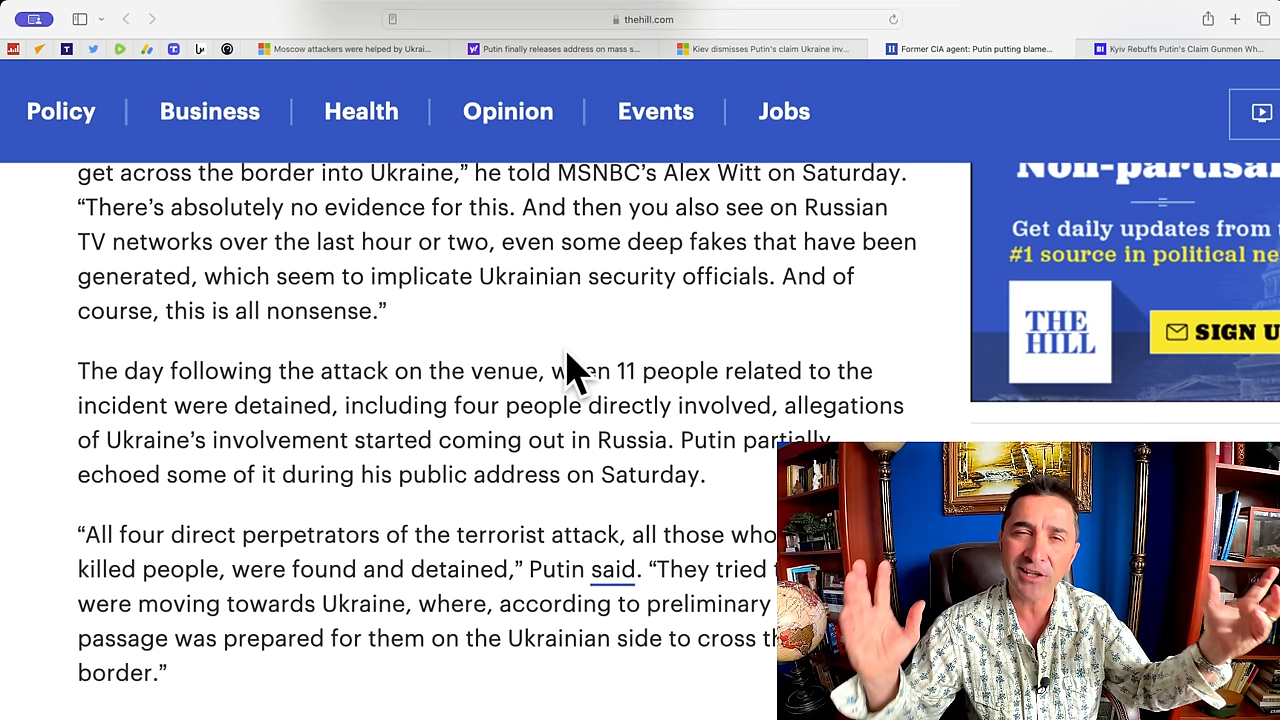 thehill.com
Moscow attackers were helped by Ukrai...
Putin finally releases address on mass s...
Kiev dismisses Putin's claim Ukraine inv...
Former CIA agent: Putin putting blame...
Kyiv Rebuffs Putin's Claim Gunmen Wh...
Policy
Business
Health
Opinion
Events
Jobs
get across the border into Ukraine,” he told MSNBC’s Alex Witt on Saturday.
“There’s absolutely no evidence for this. And then you also see on Russian
TV networks over the last hour or two, even some deep fakes that have been
generated, which seem to implicate Ukrainian security officials. And of
course, this is all nonsense.”
The day following the attack on the venue, when 11 people related to the
incident were detained, including four people directly involved, allegations
of Ukraine’s involvement started coming out in Russia. Putin partially
echoed some of it during his public address on Saturday.
“All four direct perpetrators of the terrorist attack, all those who
killed people, were found and detained,” Putin said. “They tried
were moving towards Ukraine, where, according to preliminary
passage was prepared for them on the Ukrainian side to cross th
border.”
Non-partisa
Get daily updates from
#1 source in political ne
THE
HILL
SIGN U